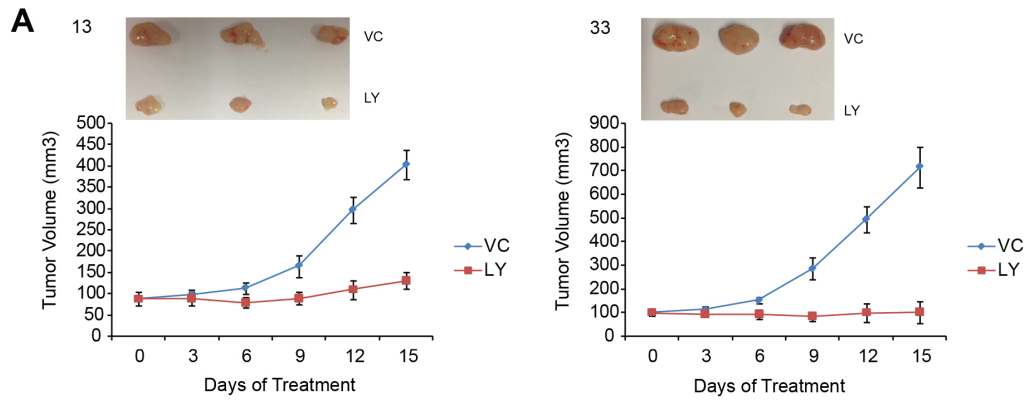 A
13
VC
LY
500
450
400
350
300
250
200
150
100
50
0
Tumor Volume (mm3)
0 3 6 9 12 15
Days of Treatment
VC
LY
33
VC
LY
900
800
700
600
500
400
300
200
100
0
Tumor Volume (mm3)
0 3 6 9 12 15
Days of Treatment
VC
LY